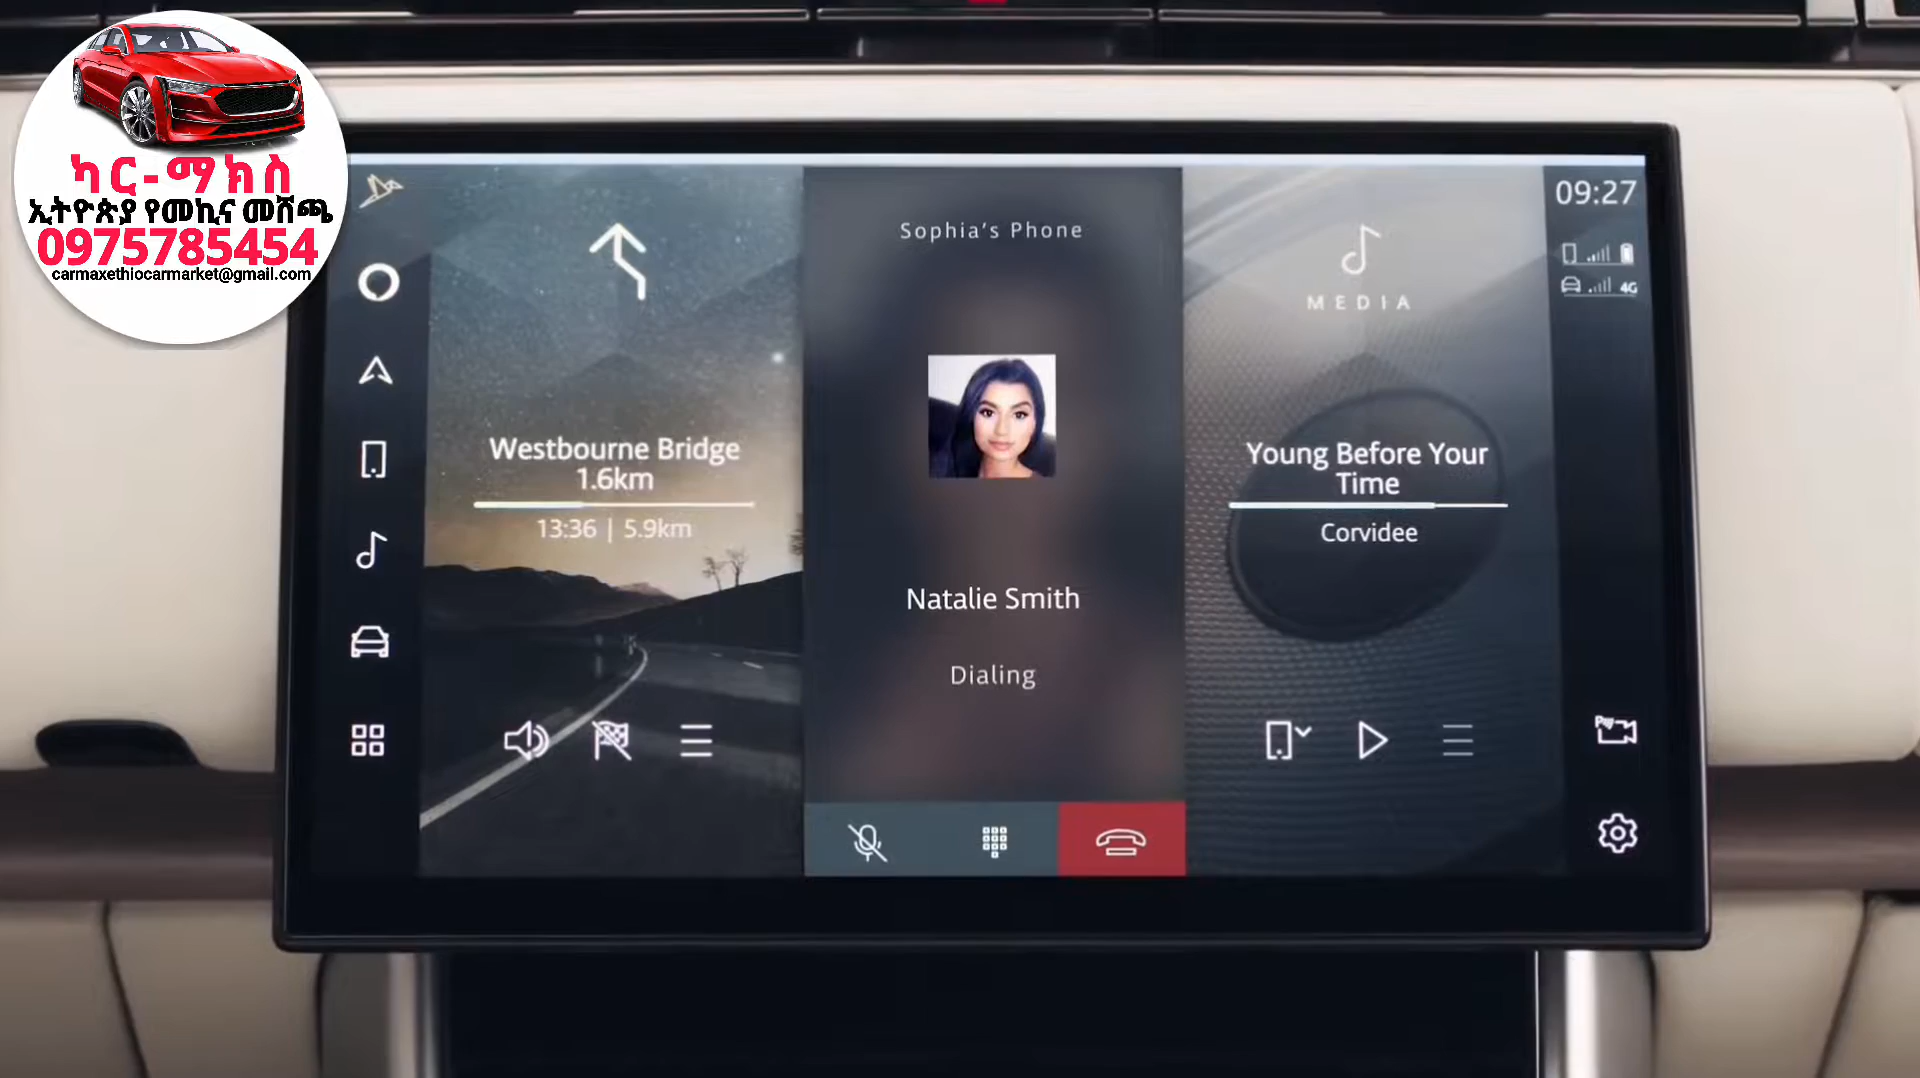 ካር-ማክስ
ኢትዮጵያ የመኪና መሸጫ
0975785454
carmaxethiocarmarket@gmail.com
Westbourne Bridge
1.6km
13:36 | 5.9km
Sophia's Phone
Natalie Smith
Dialing
MEDIA
Young Before Your
Time
Corvidee
09:27
4G